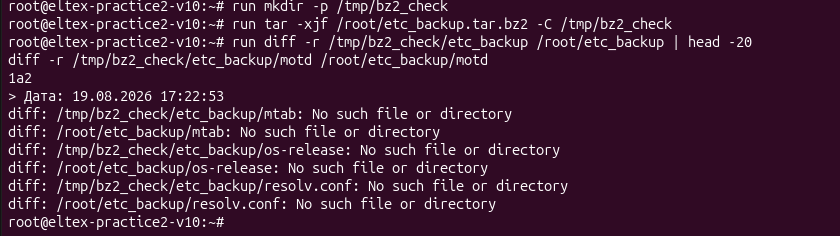 root@eltex-practice2-v10:~# run mkdir -p /tmp/bz2_check
root@eltex-practice2-v10:~# run tar -xjf /root/etc_backup.tar.bz2 -C /tmp/bz2_check
root@eltex-practice2-v10:~# run diff -r /tmp/bz2_check/etc_backup /root/etc_backup | head -20
diff -r /tmp/bz2_check/etc_backup/motd /root/etc_backup/motd
1a2
> Дата: 19.08.2026 17:22:53
diff: /tmp/bz2_check/etc_backup/mtab: No such file or directory
diff: /root/etc_backup/mtab: No such file or directory
diff: /tmp/bz2_check/etc_backup/os-release: No such file or directory
diff: /root/etc_backup/os-release: No such file or directory
diff: /tmp/bz2_check/etc_backup/resolv.conf: No such file or directory
diff: /root/etc_backup/resolv.conf: No such file or directory
root@eltex-practice2-v10:~#